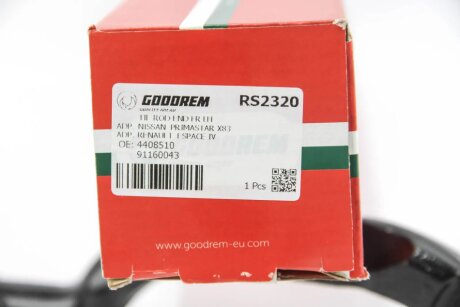 GOODREM
RS2320
TIE ROD END FR LH
ADP. NISSAN PRIMASTAR X83
ADP. RENAULT ESPACE IV
OE: 4408510
91160043
1 Pcs
www.goodrem-eu.com